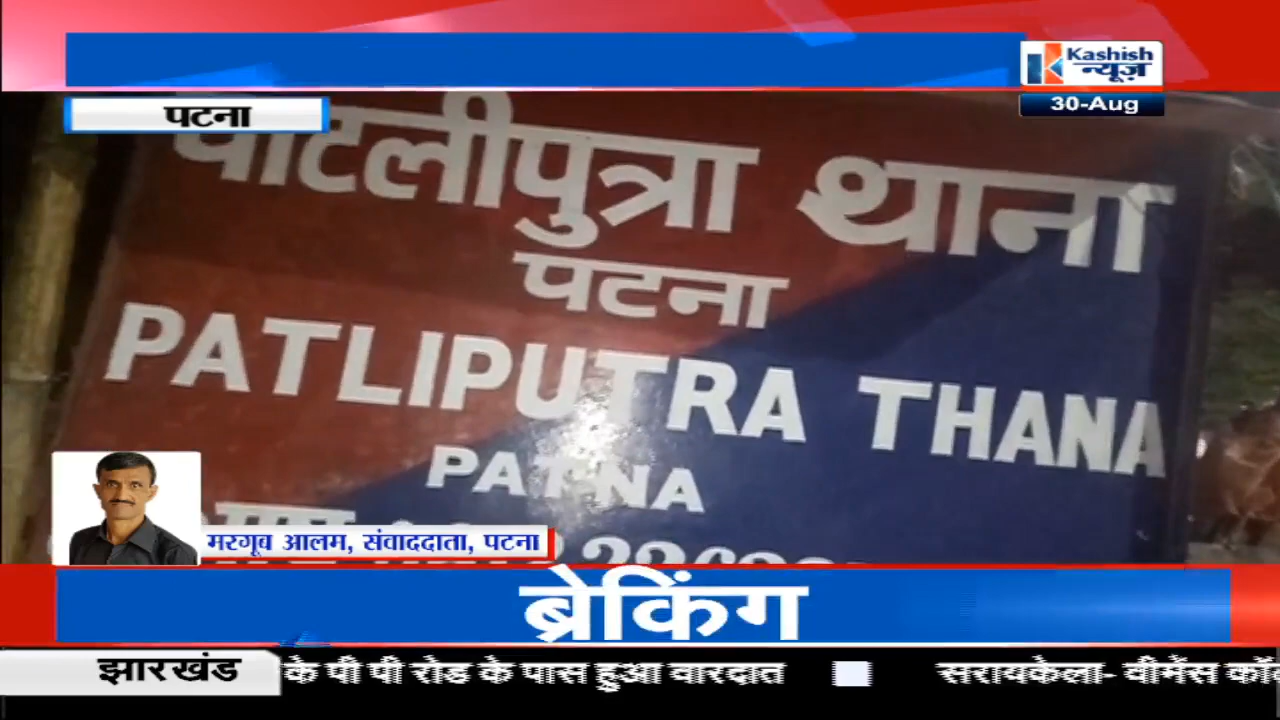 Kashish
न्यूज़
30-Aug
पटना
पाटलीपुत्रा थाना
पटना
PATLIPUTRA THANA
PATNA
मरगूब आलम, संवाददाता, पटना
ब्रेकिंग
झारखंड
के पी पी रोड के पास हुआ वारदात
सरायकेला- वीमेंस